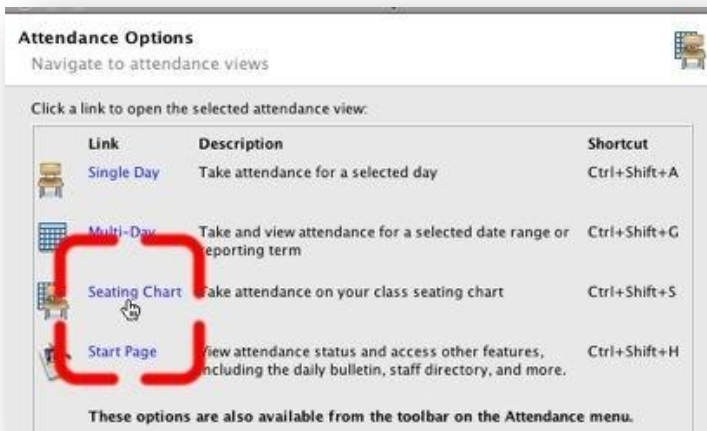 Attendance Options
Navigate to attendance views
Click a link to open the selected attendance view:
Link Description Shortcut
Single Day Take attendance for a selected day Ctrl+Shift+A
Multi-Day Take and view attendance for a selected date range or Ctrl+Shift+G
reporting term
Seating Chart Take attendance on your class seating chart Ctrl+Shift+S
Start Page View attendance status and access other features, Ctrl+Shift+H
including the daily bulletin, staff directory, and more.
These options are also available from the toolbar on the Attendance menu.